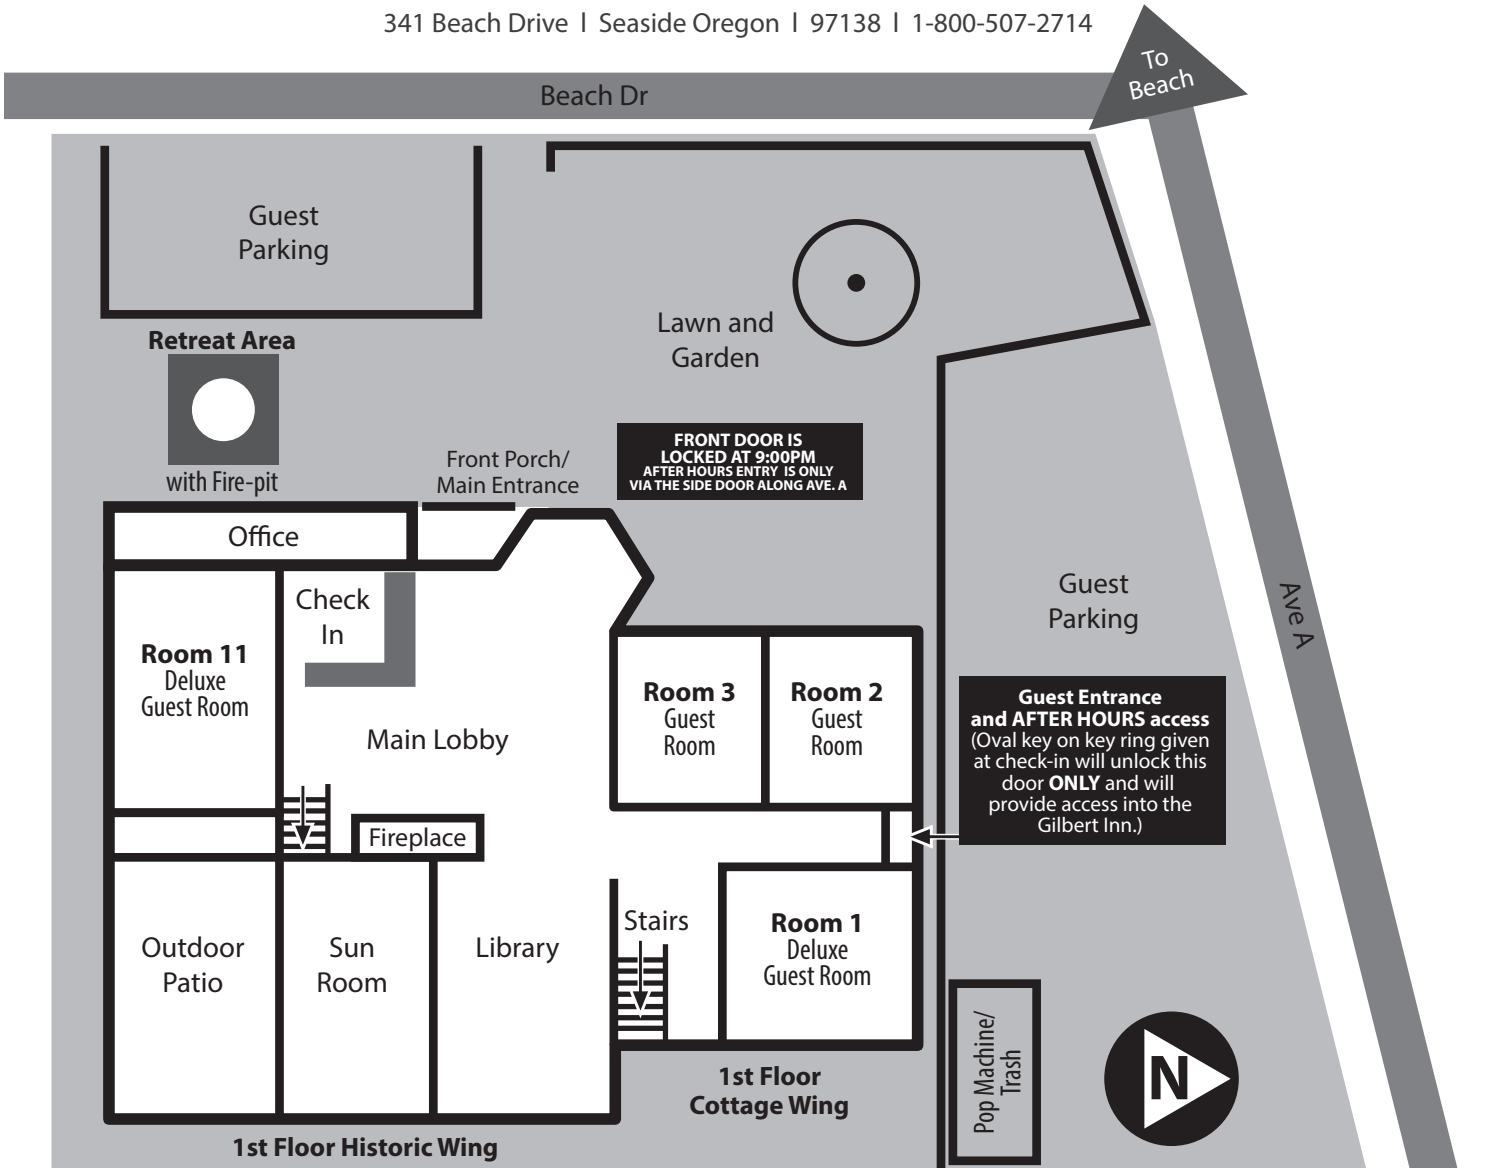 341 Beach Drive l Seaside Oregon l 97138 l 1-800-507-2714
To
Beach
Beach Dr
Guest
Parking
Lawn and
Garden
Retreat Area
with Fire-pit
Front Porch/
Main Entrance
FRONT DOOR IS
LOCKED AT 9:00PM
AFTER HOURS ENTRY IS ONLY
VIA THE SIDE DOOR ALONG AVE. A
Office
Check
In
Room 11
Deluxe
Guest Room
Main Lobby
Room 3
Guest
Room
Room 2
Guest
Room
Guest
Parking
Ave A
Guest Entrance
and AFTER HOURS access
(Oval key on key ring given
at check-in will unlock this
door ONLY and will
provide access into the
Gilbert Inn.)
Fireplace
Outdoor
Patio
Sun
Room
Library
Stairs
Room 1
Deluxe
Guest Room
Pop Machine/
Trash
N
1st Floor
Cottage Wing
1st Floor Historic Wing